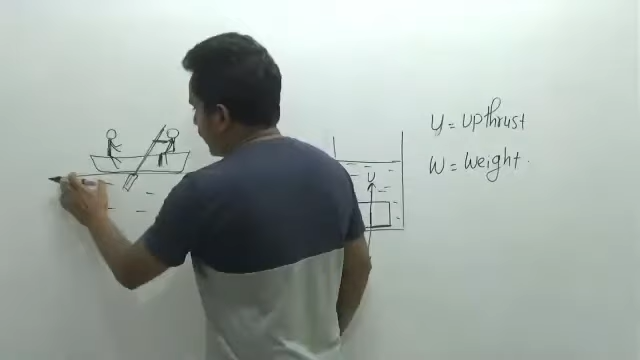 U = upthrust
W = Weight.
U